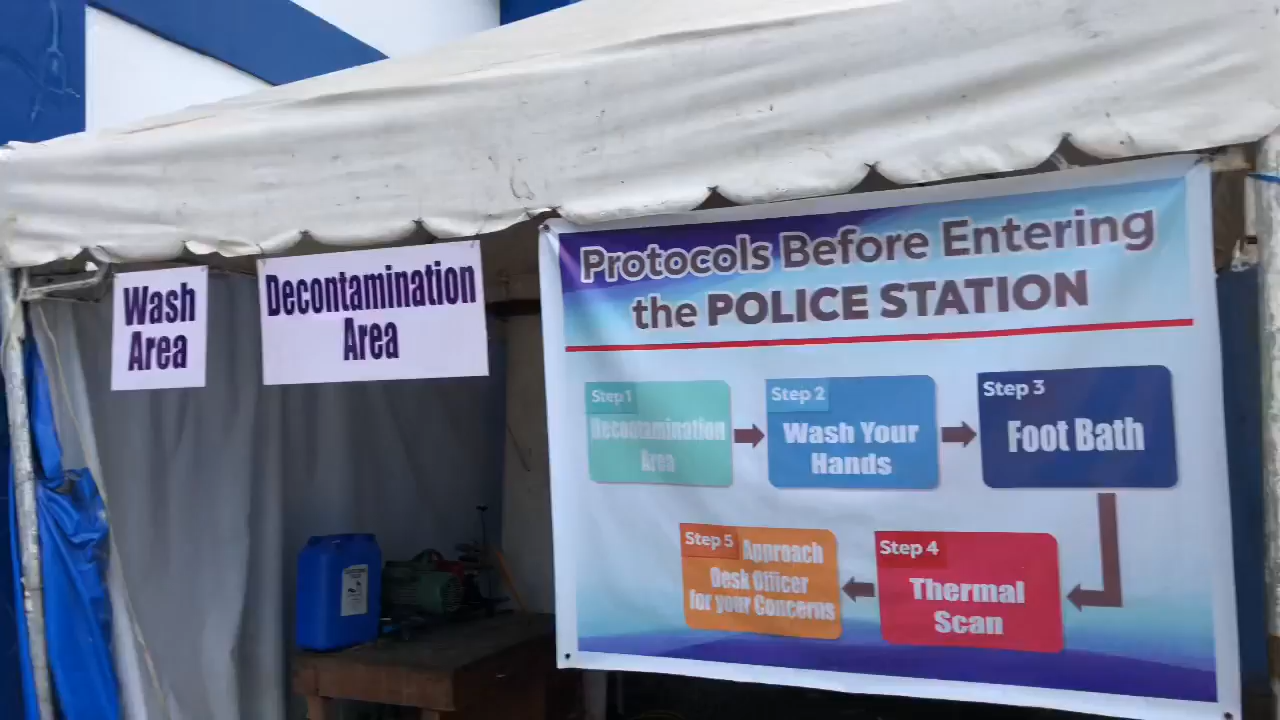 Wash
Area
Decontamination
Area
Protocols Before Entering
the POLICE STATION
Step 1
Decontamination
Area
Step 2
Wash Your
Hands
Step 3
Foot Bath
Step 4
Thermal
Scan
Step 5
Approach
Desk Officer
for your Concerns